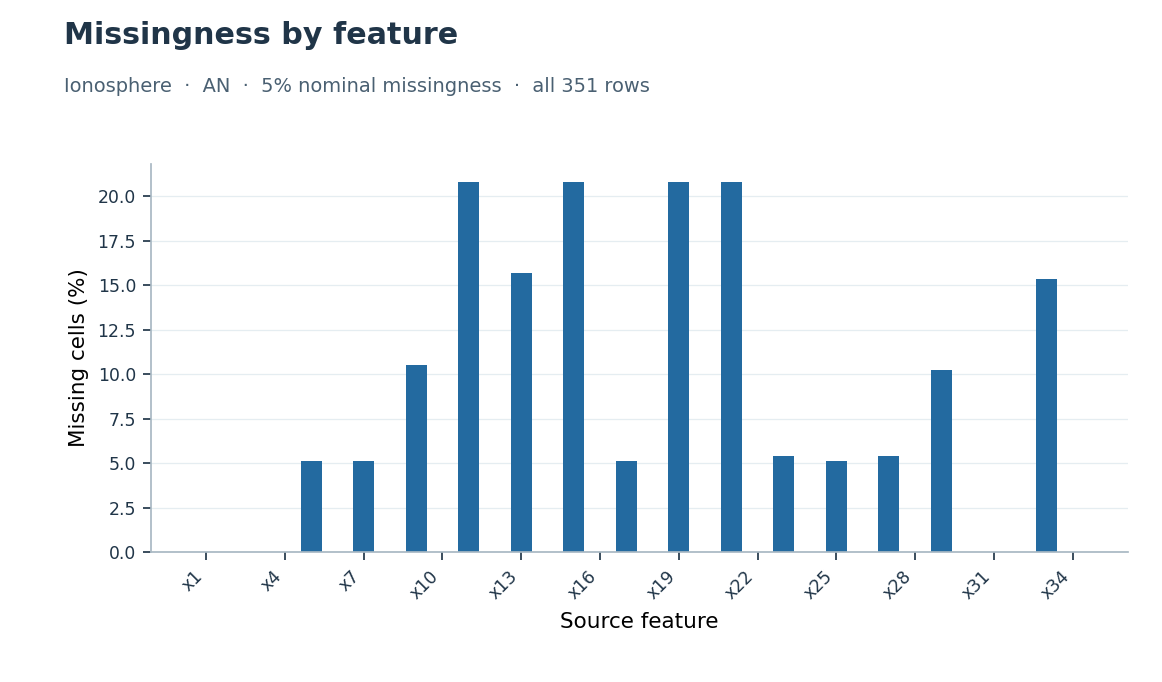 Missingness by feature
Ionosphere · AN · 5% nominal missingness · all 351 rows
20.0
17.5
15.0
12.5
10.0
7.5
5.0
2.5
0.0
Missing cells (%)
x1 x4 x7 x10 x13 x16 x19 x22 x25 x28 x31 x34
Source feature